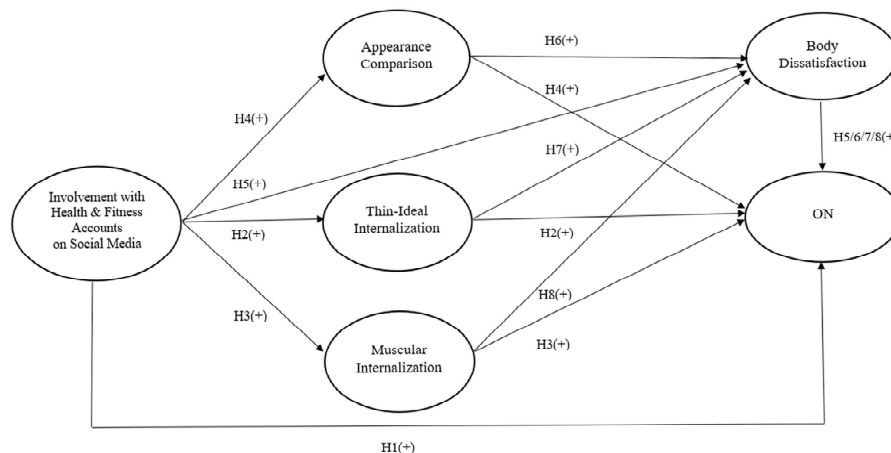 H6(+)
Appearance
Comparison
Body
Dissatisfaction
H4(+)
H4(+)
H5/6/7/8(+
H7(+)
H5(+)
Involvement with
Health & Fitness
Accounts
on Social Media
Thin-Ideal
Internalization
ON
H2(+)
H2(+)
H8(+)
H3(+)
H3(+)
Muscular
Internalization
H1(+)